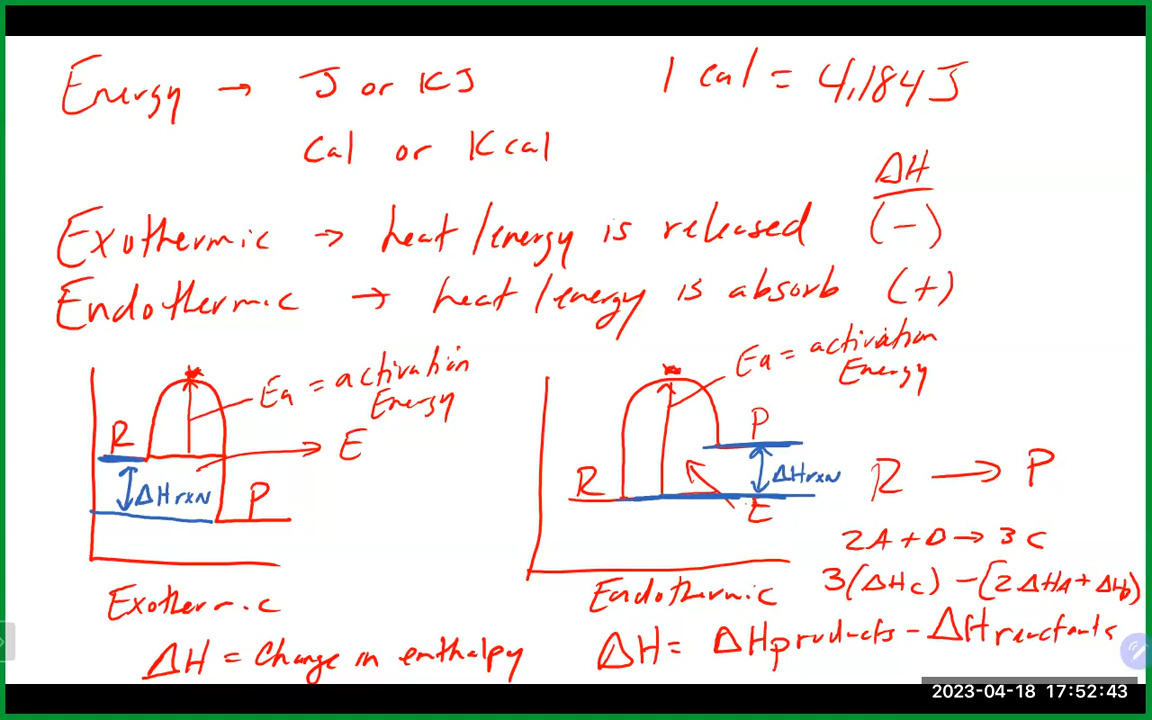 Energy → J or KJ
1 Cal = 4.184J
Cal or Kcal
ΔH
Exothermic → heat/energy is released (-)
Endothermic → heat/energy is absorb (+)
Ea = activation
Energy
R
E
ΔHrxn
P
Exothermic
Ea = activation
Energy
P
R
ΔHrxn
E
Endothermic
R → P
2A + D → 3C
3(ΔHc) - [2ΔHA + ΔHb)
ΔH = Change in enthalpy
ΔH = ΔHproducts - ΔHreactants
2023-04-18 17:52:43